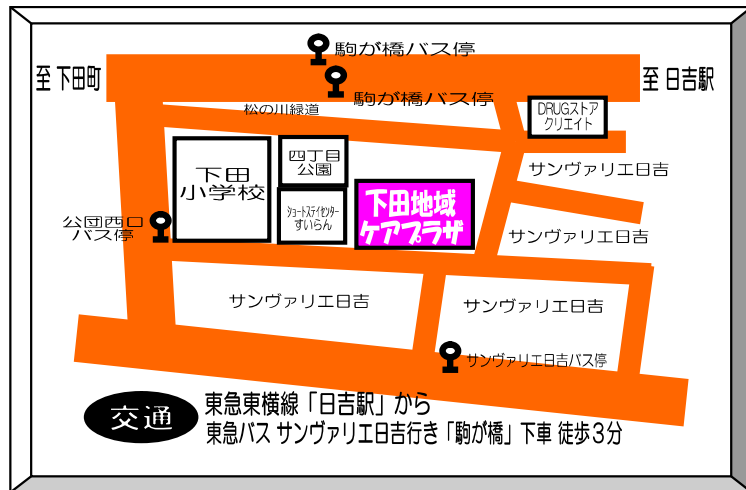 駒が橋バス停
至 下田町
至 日吉駅
駒が橋バス停
松の川緑道
DRUGストア
クリエイト
四丁目
公園
下田
小学校
サンヴァリエ日吉
下田地域
ケアプラザ
ショートステイセンター
すいらん
公団西口
バス停
サンヴァリエ日吉
サンヴァリエ日吉
サンヴァリエ日吉
サンヴァリエ日吉バス停
交通
東急東横線「日吉駅」から
東急バス サンヴァリエ日吉行き「駒が橋」下車 徒歩3分